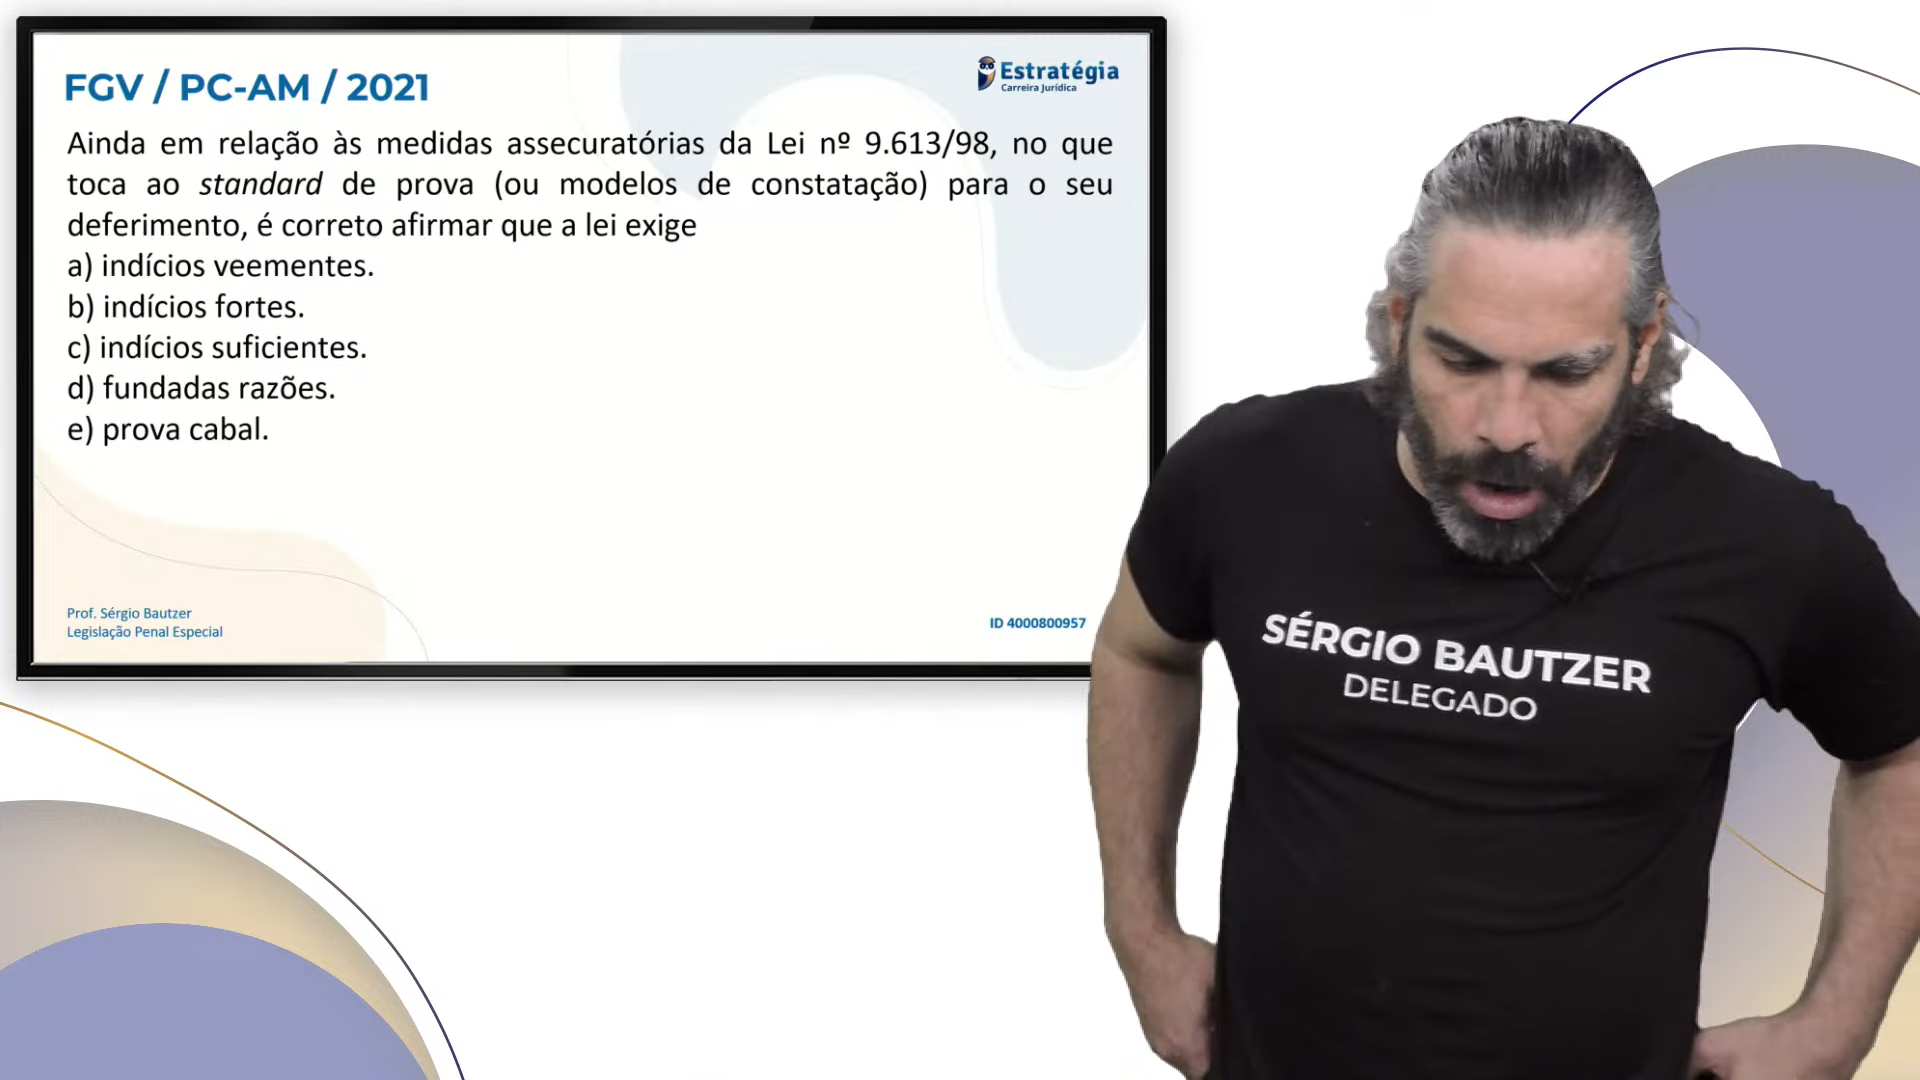 FGV / PC-AM / 2021
Estratégia
Carreira Jurídica
Ainda em relação às medidas assecuratórias da Lei nº 9.613/98, no que
toca ao standard de prova (ou modelos de constatação) para o seu
deferimento, é correto afirmar que a lei exige
a) indícios veementes.
b) indícios fortes.
c) indícios suficientes.
d) fundadas razões.
e) prova cabal.
Prof. Sérgio Bautzer
Legislação Penal Especial
ID 4000800957
SÉRGIO BAUTZER
DELEGADO